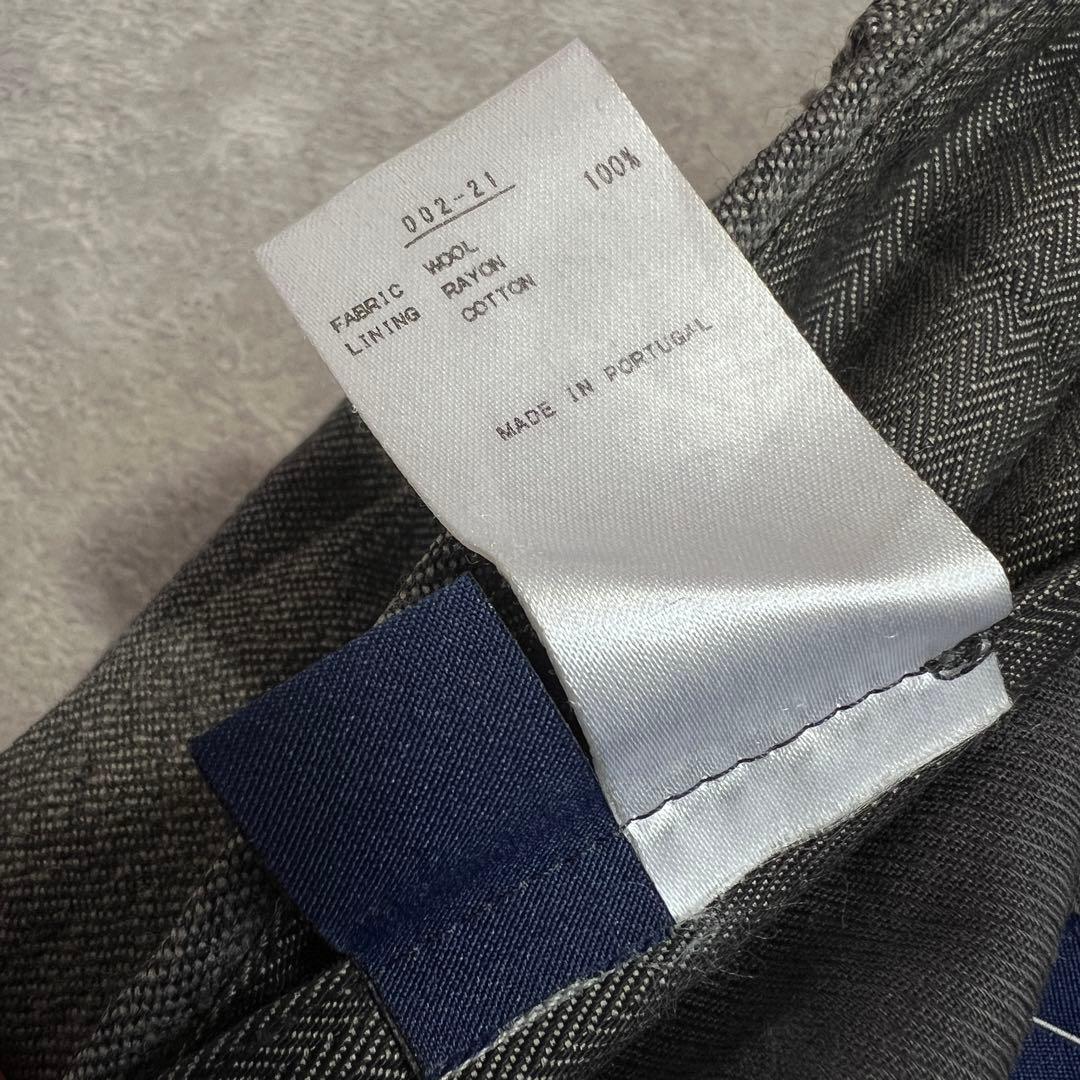 002-21
FABRIC WOOL 100%
LINING RAYON
COTTON
MADE IN PORTUGAL